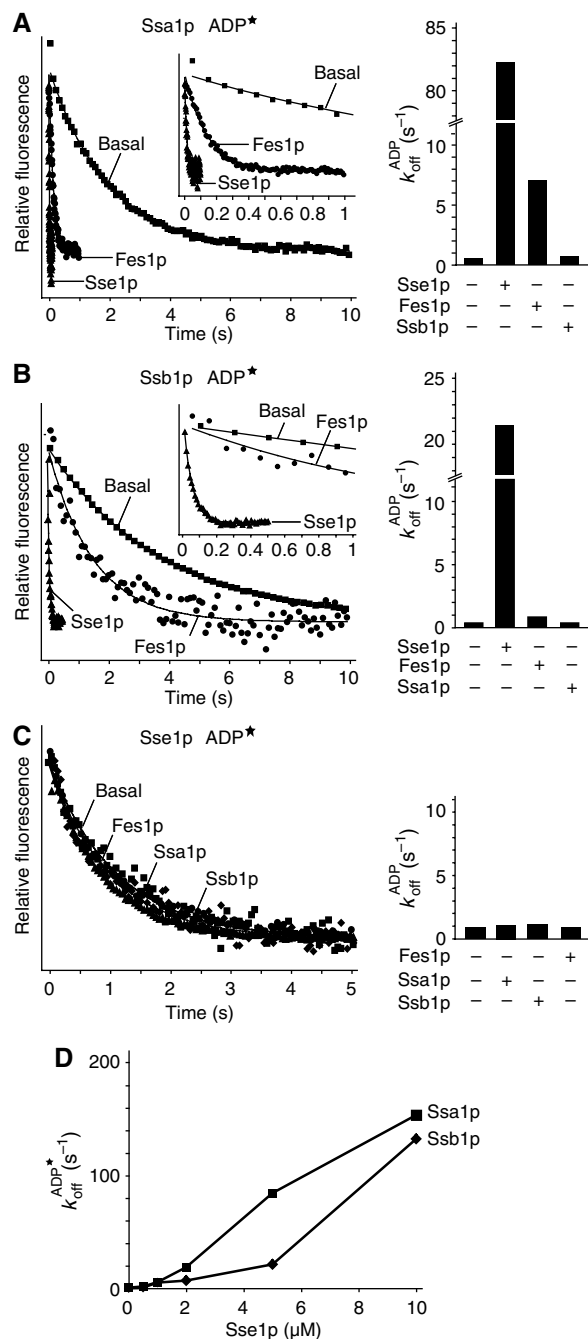 A
Ssa1p ADP★
Relative fluorescence
Basal
Fes1p
Sse1p
0 2 4 6 8 10
Time (s)
Basal
Fes1p
Sse1p
0 0.2 0.4 0.6 0.8 1
k off ADP (s−1)
85
80
10
5
0
Sse1p − + − −
Fes1p − − + −
Ssb1p − − − +
B
Ssb1p ADP★
Relative fluorescence
Basal
Sse1p
Fes1p
0 2 4 6 8 10
Time (s)
Basal
Fes1p
Sse1p
0 0.2 0.4 0.6 0.8 1
k off ADP (s−1)
25
20
10
5
0
Sse1p − + − −
Fes1p − − + −
Ssa1p − − − +
C
Sse1p ADP★
Relative fluorescence
Basal
Fes1p
Ssa1p
Ssb1p
0 1 2 3 4 5
Time (s)
k off ADP (s−1)
10
5
0
Fes1p − − − +
Ssa1p − + − −
Ssb1p − − + −
D
k off ADP★ (s−1)
200
100
0
Ssa1p
Ssb1p
0 2 4 6 8 10
Sse1p (µM)